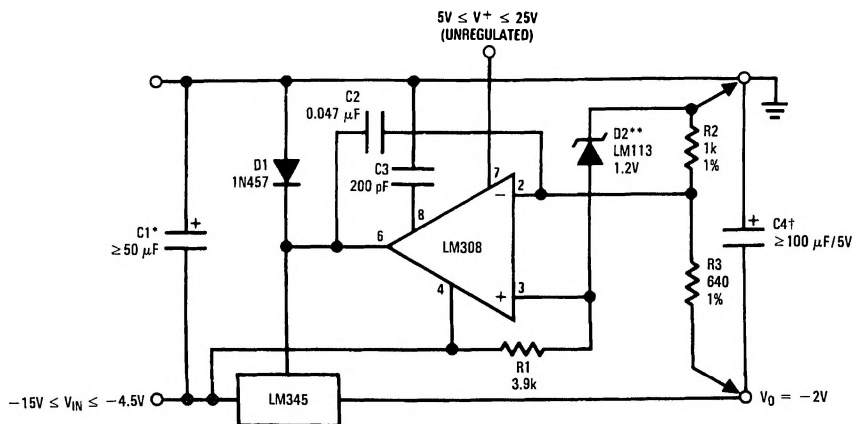 5V ≤ V+ ≤ 25V
(UNREGULATED)
C2
0.047 μF
D1
1N457
C3
200 pF
D2**
LM113
1.2V
R2
1k
1%
7
2
8
−
C1*
+
≥ 50 μF
6
LM308
C4†
+
≥ 100 μF/5V
R3
640
1%
4
+
3
R1
3.9k
−15V ≤ VIN ≤ −4.5V
LM345
VO = −2V